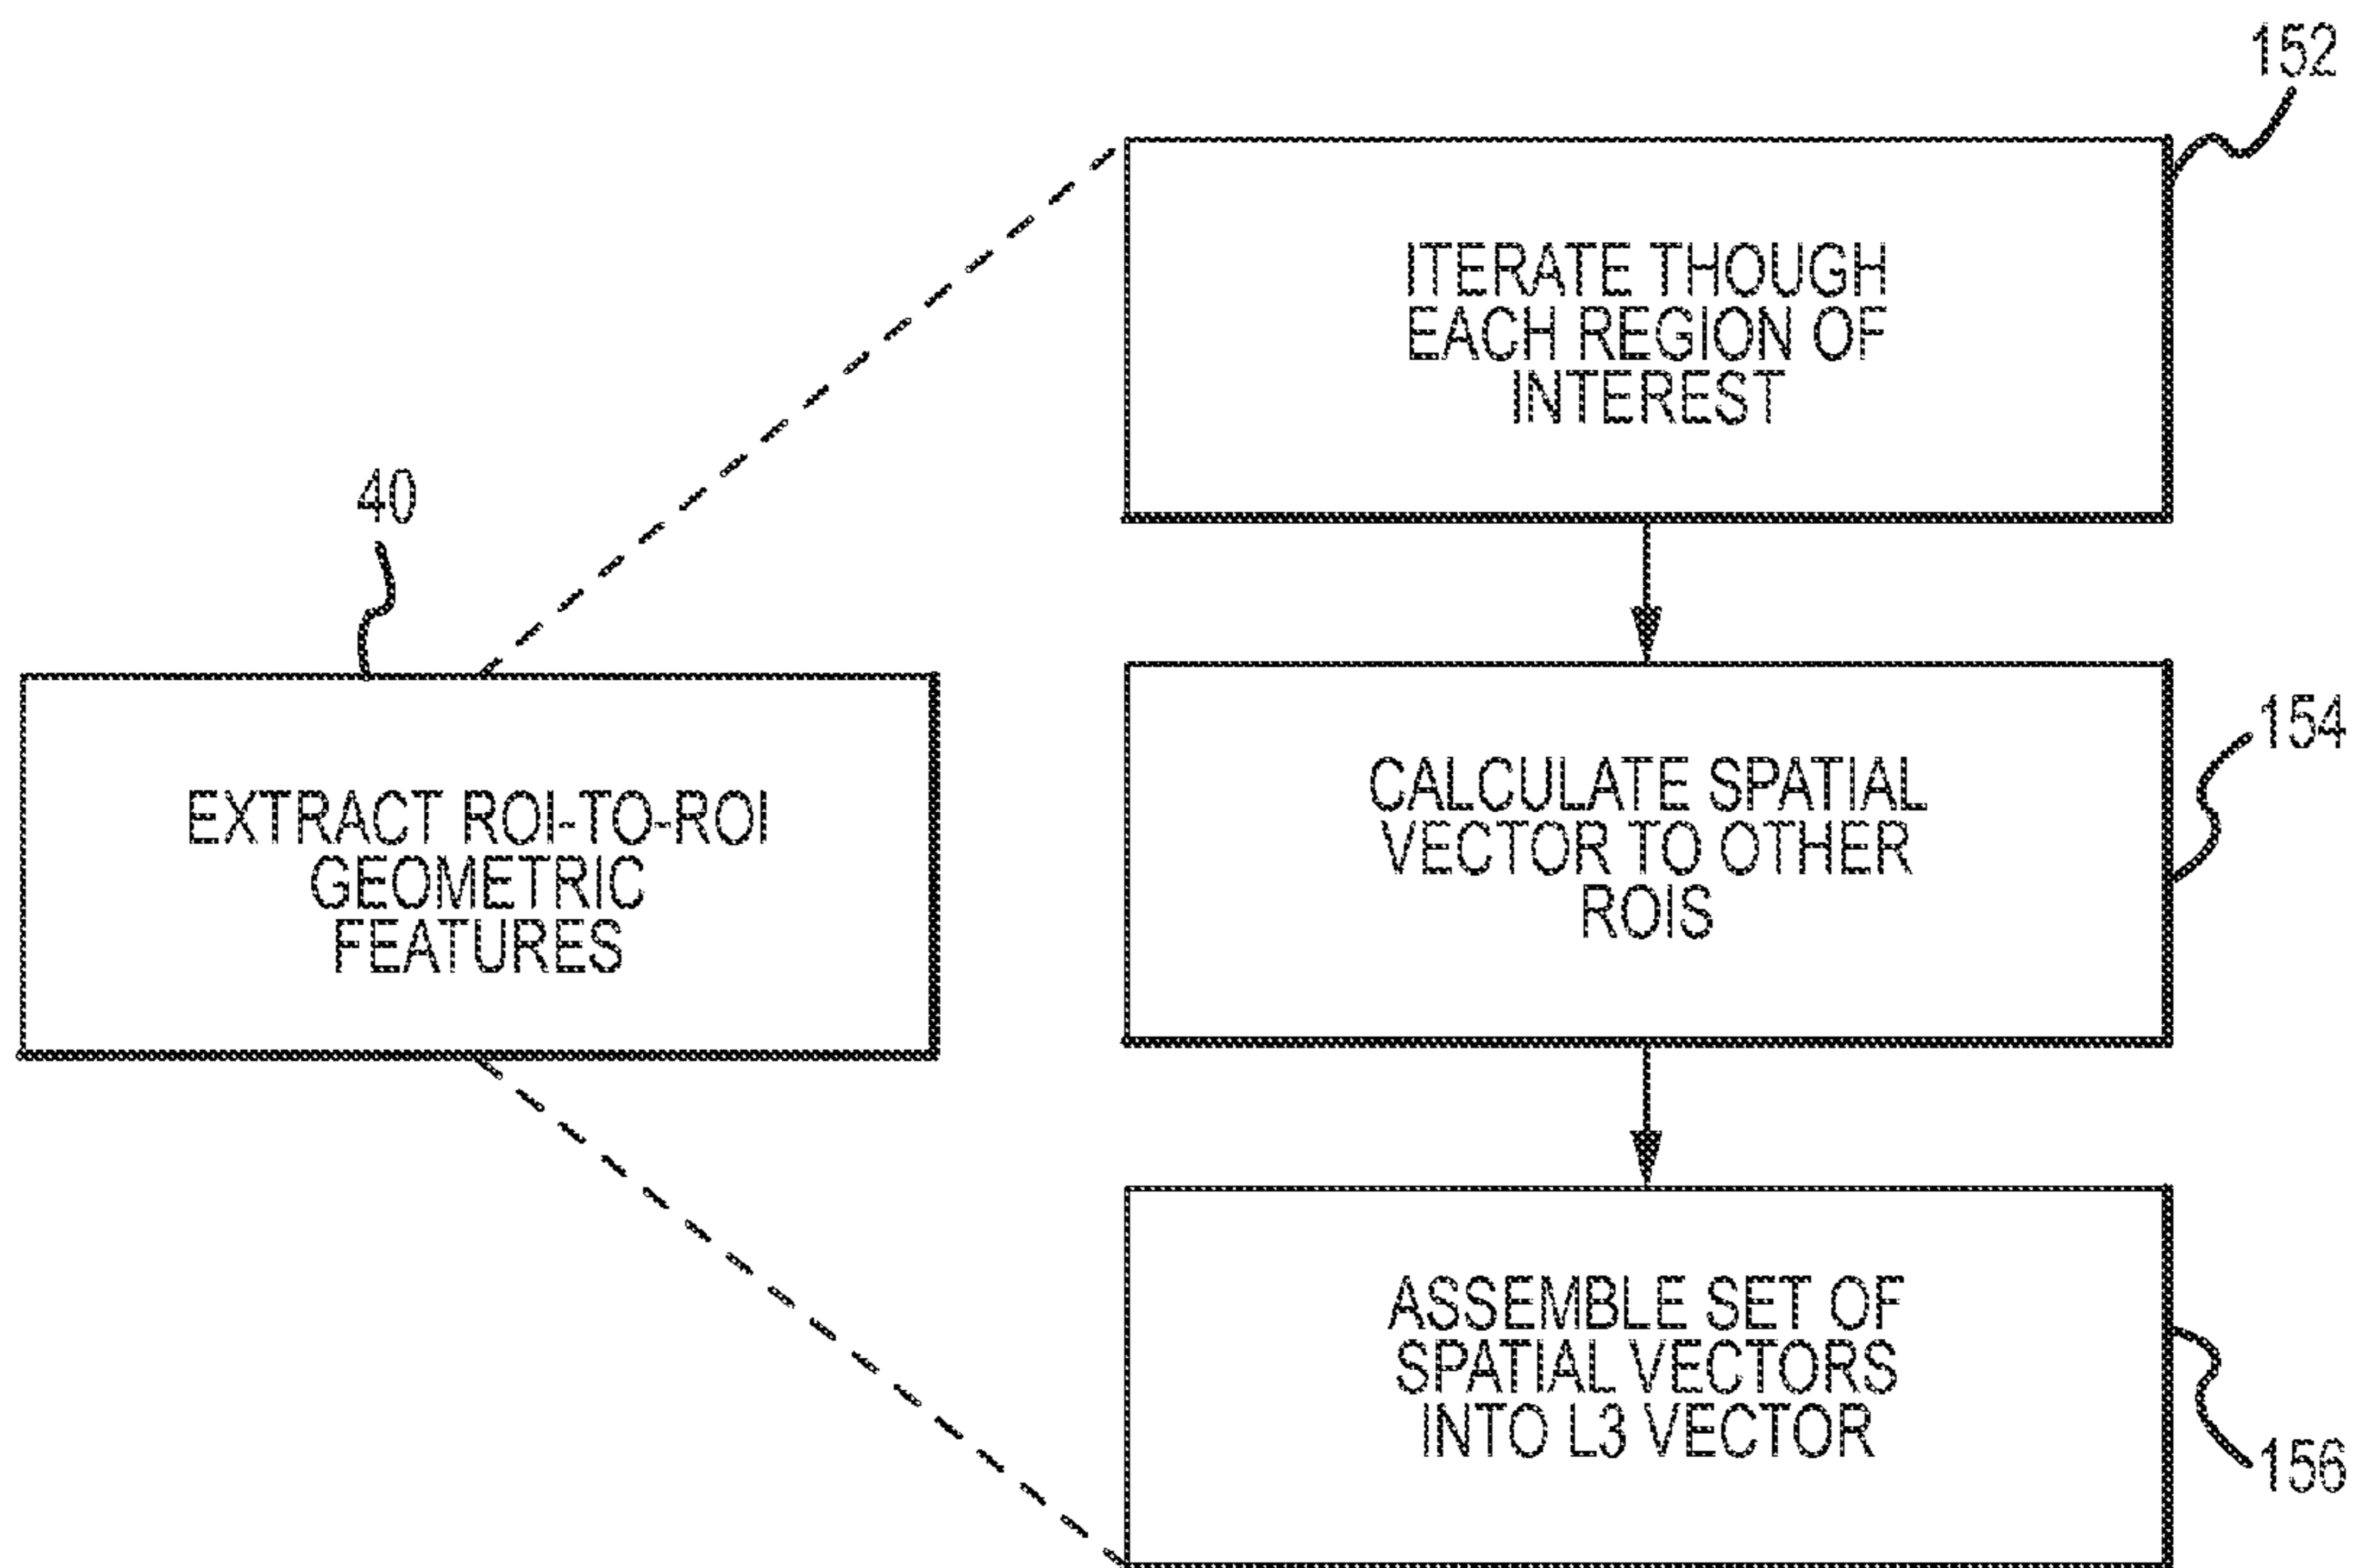 152
ITERATE THOUGH
EACH REGION OF
INTEREST
40
EXTRACT ROI-TO-ROI
GEOMETRIC
FEATURES
154
CALCULATE SPATIAL
VECTOR TO OTHER
ROIS
ASSEMBLE SET OF
SPATIAL VECTORS
INTO L3 VECTOR
156